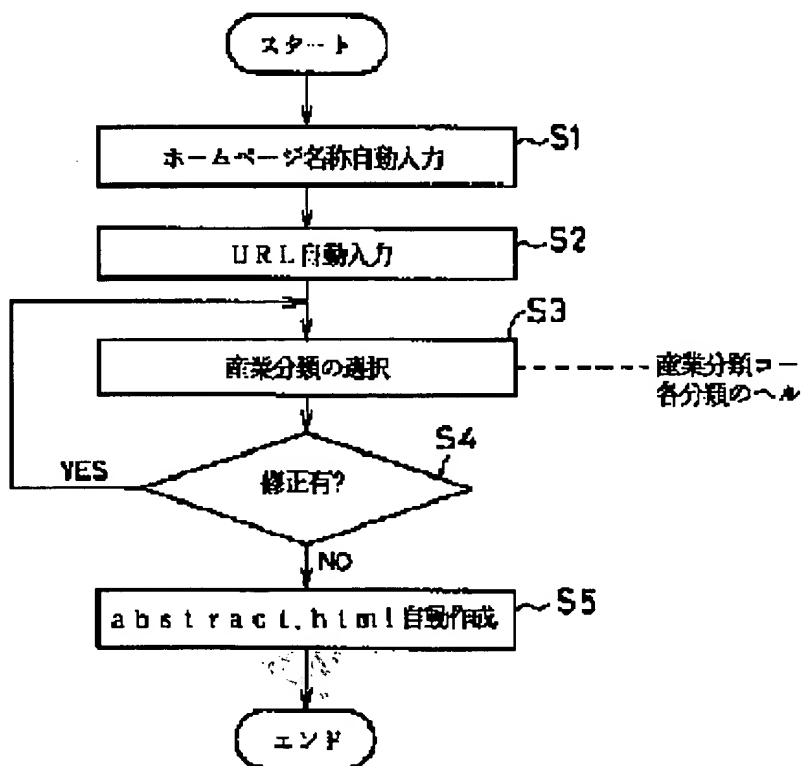 スタート
ホームページ名称自動入力
S1
URL自動入力
S2
S3
産業分類の選択
産業分類コー
各分類のヘル
S4
YES
修正有?
NO
abstract.html自動作成
S5
エンド